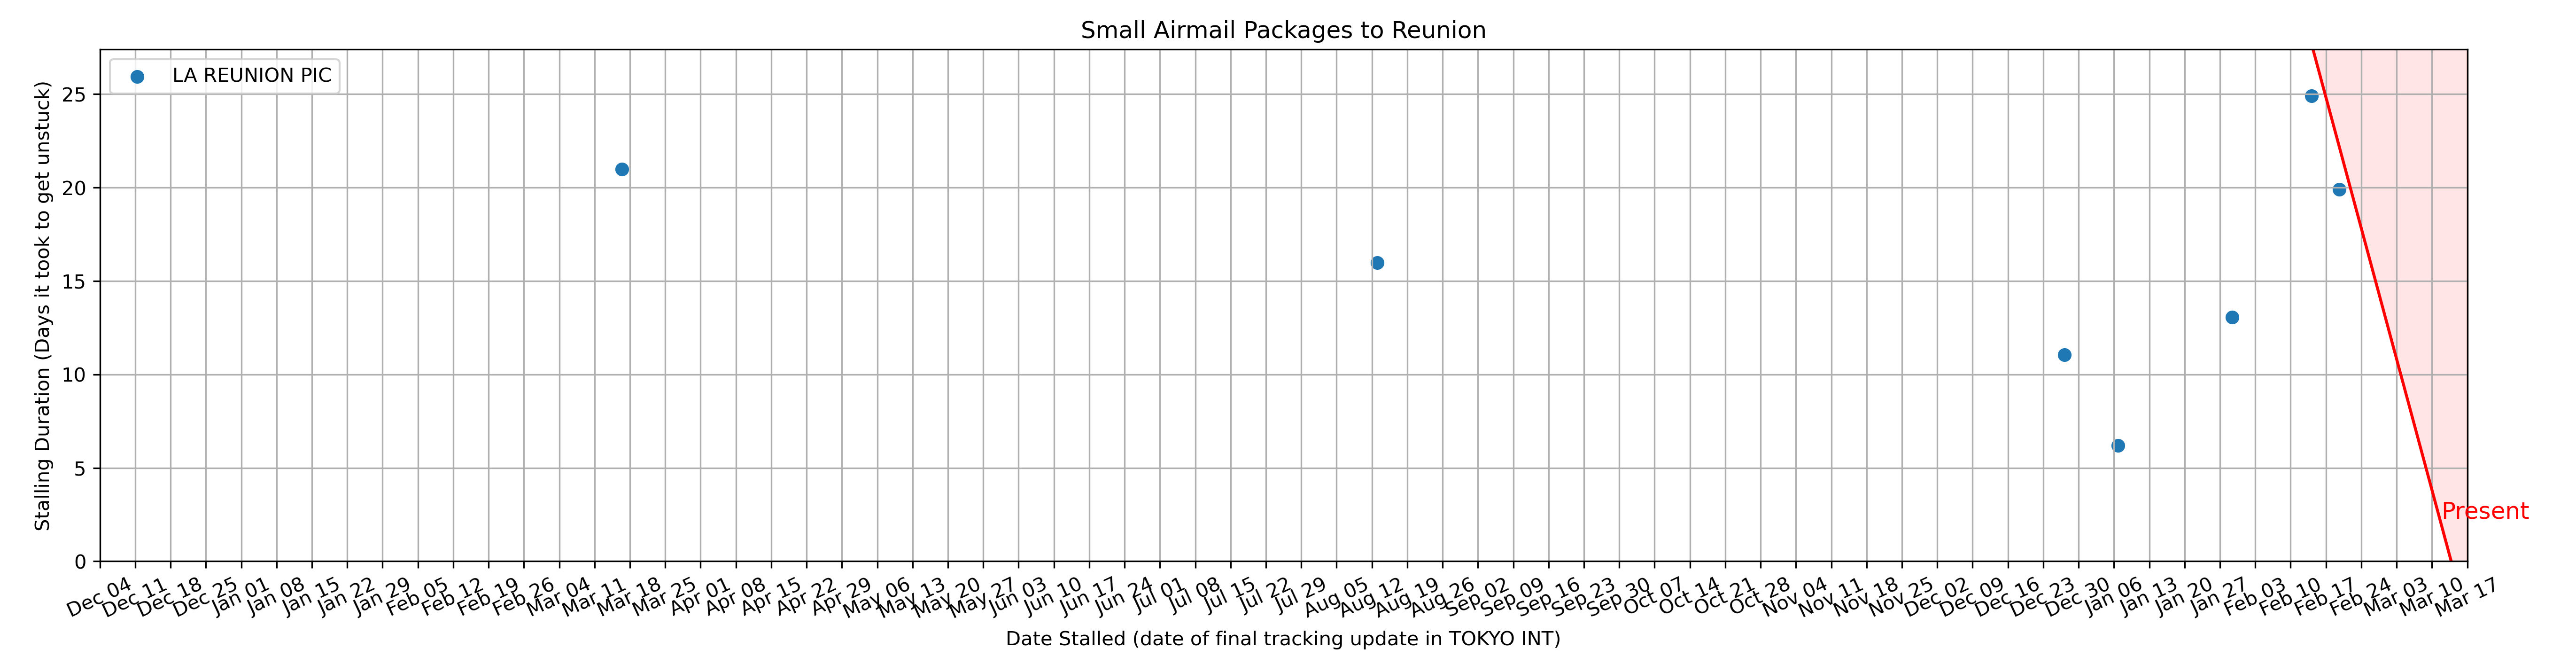 Small Airmail Packages to Reunion
LA REUNION PIC
Stalling Duration (Days it took to get unstuck)
25
20
15
10
5
0
Present
Dec 04 Dec 11 Dec 18 Dec 25 Jan 01 Jan 08 Jan 15 Jan 22 Jan 29 Feb 05 Feb 12 Feb 19 Feb 26 Mar 04 Mar 11 Mar 18 Mar 25 Apr 01 Apr 08 Apr 15 Apr 22 Apr 29 May 06 May 13 May 20 May 27 Jun 03 Jun 10 Jun 17 Jun 24 Jul 01 Jul 08 Jul 15 Jul 22 Jul 29 Aug 05 Aug 12 Aug 19 Aug 26 Sep 02 Sep 09 Sep 16 Sep 23 Sep 30 Oct 07 Oct 14 Oct 21 Oct 28 Nov 04 Nov 11 Nov 18 Nov 25 Dec 02 Dec 09 Dec 16 Dec 23 Dec 30 Jan 06 Jan 13 Jan 20 Jan 27 Feb 03 Feb 10 Feb 17 Feb 24 Mar 03 Mar 10 Mar 17
Date Stalled (date of final tracking update in TOKYO INT)